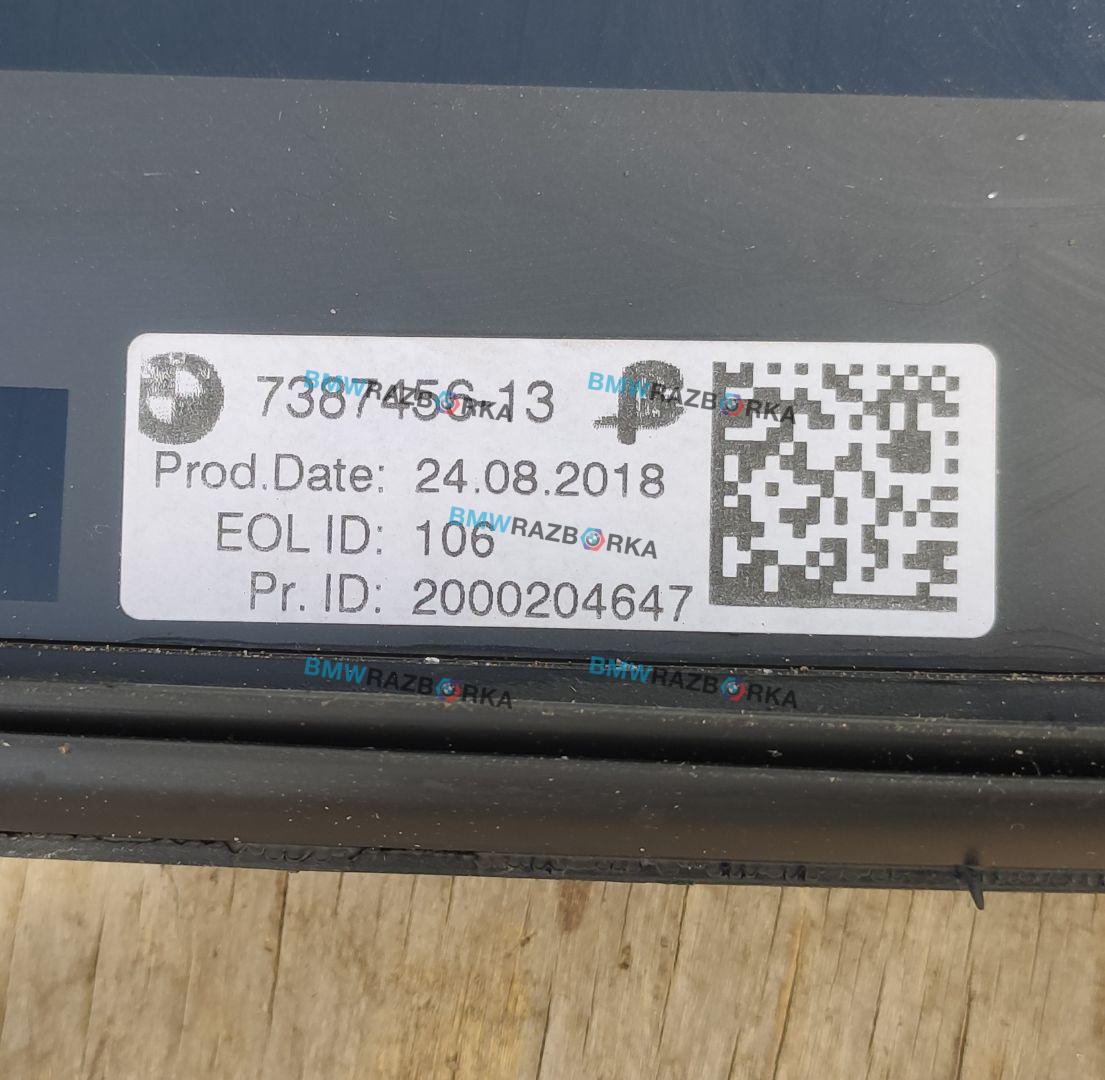 7387456-13
Prod.Date: 24.08.2018
EOL ID: 106
Pr. ID: 2000204647
BMWRAZBORKA
BMWRAZBORKA
BMWRAZBORKA
BMWRAZBORKA
BMWRAZBORKA